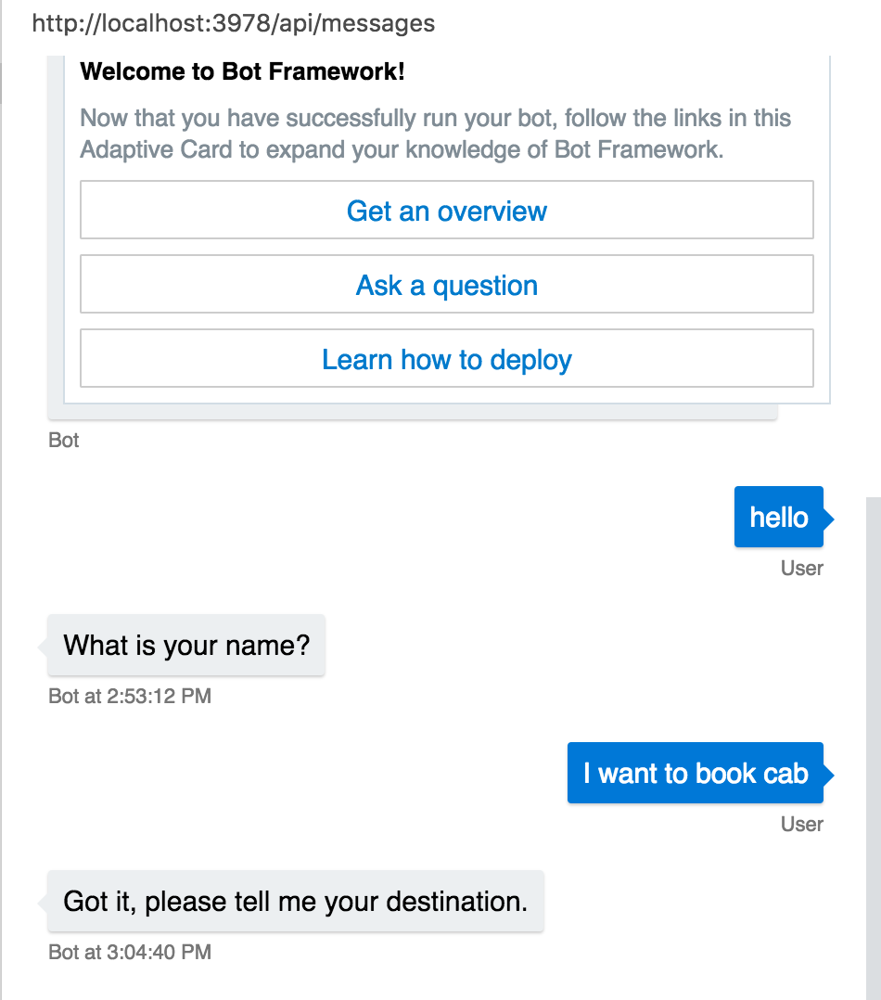 http://localhost:3978/api/messages
Welcome to Bot Framework!
Now that you have successfully run your bot, follow the links in this
Adaptive Card to expand your knowledge of Bot Framework.
Get an overview
Ask a question
Learn how to deploy
Bot
hello
User
What is your name?
Bot at 2:53:12 PM
I want to book cab
User
Got it, please tell me your destination.
Bot at 3:04:40 PM